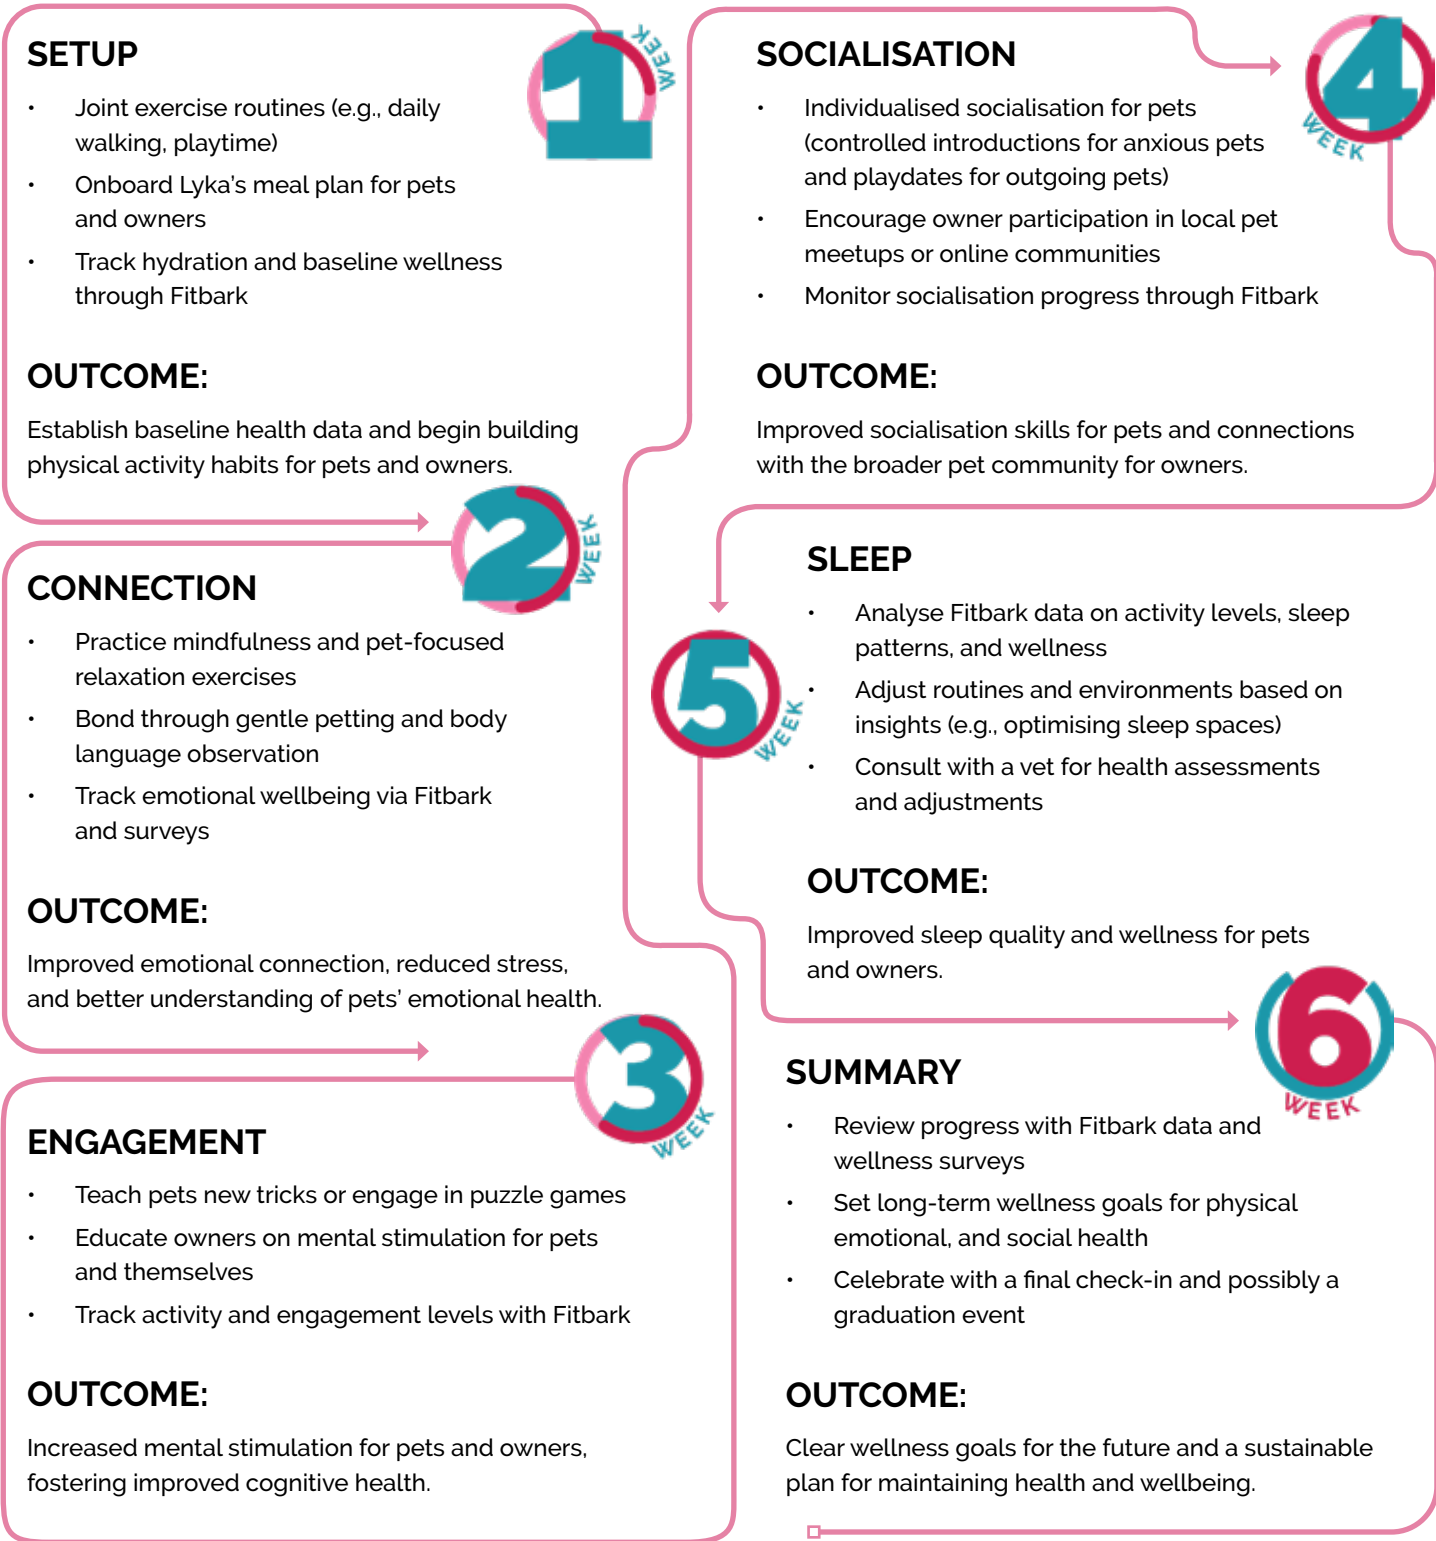 SETUP
1
WEEK
• Joint exercise routines (e.g., daily
walking, playtime)
• Onboard Lyka's meal plan for pets
and owners
• Track hydration and baseline wellness
through Fitbark
OUTCOME:
Establish baseline health data and begin building
physical activity habits for pets and owners.
2
WEEK
CONNECTION
• Practice mindfulness and pet-focused
relaxation exercises
• Bond through gentle petting and body
language observation
• Track emotional wellbeing via Fitbark
and surveys
OUTCOME:
Improved emotional connection, reduced stress,
and better understanding of pets' emotional health.
3
WEEK
ENGAGEMENT
• Teach pets new tricks or engage in puzzle games
• Educate owners on mental stimulation for pets
and themselves
• Track activity and engagement levels with Fitbark
OUTCOME:
Increased mental stimulation for pets and owners,
fostering improved cognitive health.
SOCIALISATION
4
WEEK
• Individualised socialisation for pets
(controlled introductions for anxious pets
and playdates for outgoing pets)
• Encourage owner participation in local pet
meetups or online communities
• Monitor socialisation progress through Fitbark
OUTCOME:
Improved socialisation skills for pets and connections
with the broader pet community for owners.
5
WEEK
SLEEP
• Analyse Fitbark data on activity levels, sleep
patterns, and wellness
• Adjust routines and environments based on
insights (e.g., optimising sleep spaces)
• Consult with a vet for health assessments
and adjustments
OUTCOME:
Improved sleep quality and wellness for pets
and owners.
6
WEEK
SUMMARY
• Review progress with Fitbark data and
wellness surveys
• Set long-term wellness goals for physical
emotional, and social health
• Celebrate with a final check-in and possibly a
graduation event
OUTCOME:
Clear wellness goals for the future and a sustainable
plan for maintaining health and wellbeing.